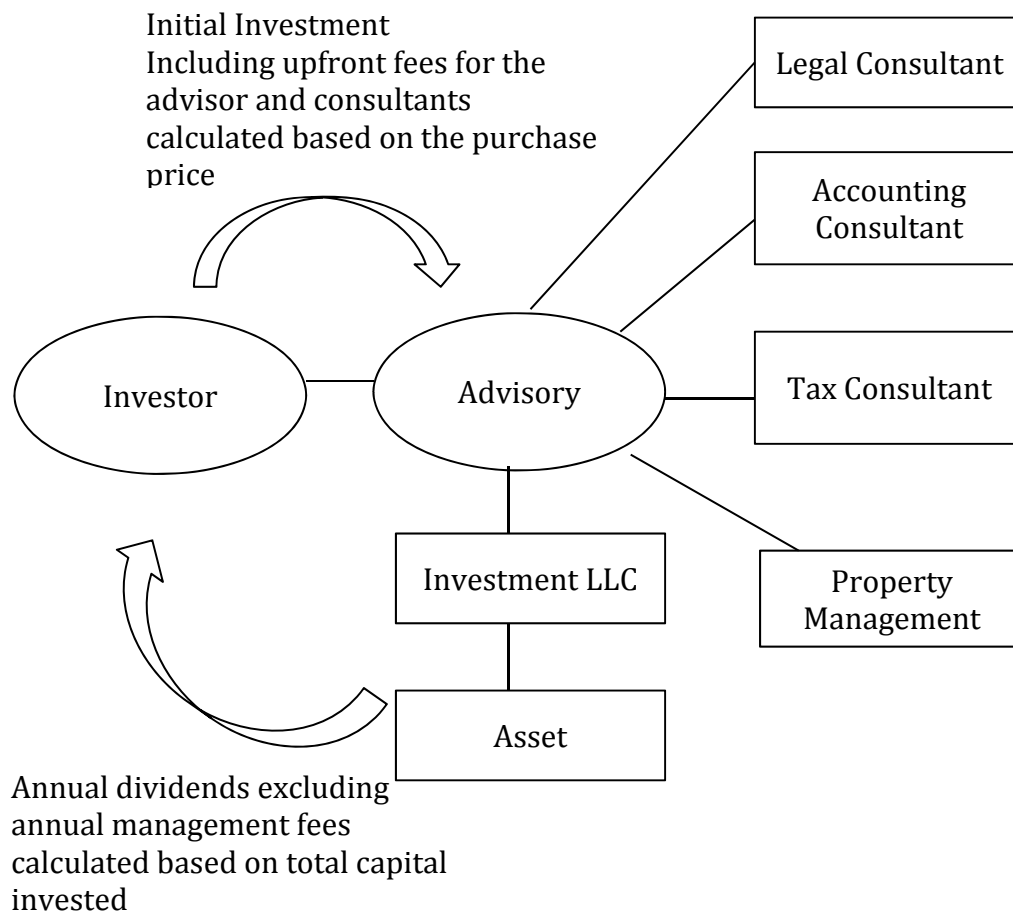 Initial Investment
Including upfront fees for the
advisor and consultants
calculated based on the purchase
price
Legal Consultant
Accounting
Consultant
Investor
Advisory
Tax Consultant
Investment LLC
Property
Management
Asset
Annual dividends excluding
annual management fees
calculated based on total capital
invested